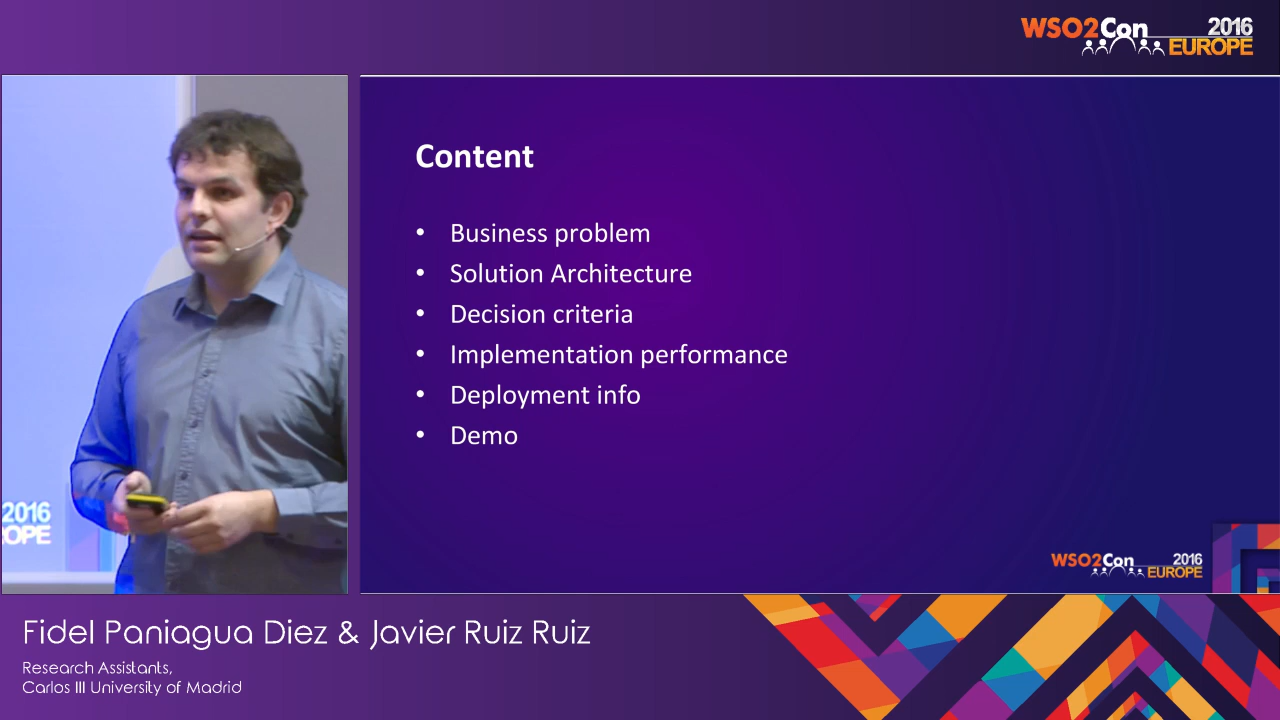 WSO2Con 2016
EUROPE
Content
• Business problem
• Solution Architecture
• Decision criteria
• Implementation performance
• Deployment info
• Demo
2016
OPE
WSO2Con 2016
EUROPE
Fidel Paniagua Diez & Javier Ruiz Ruiz
Research Assistants,
Carlos III University of Madrid